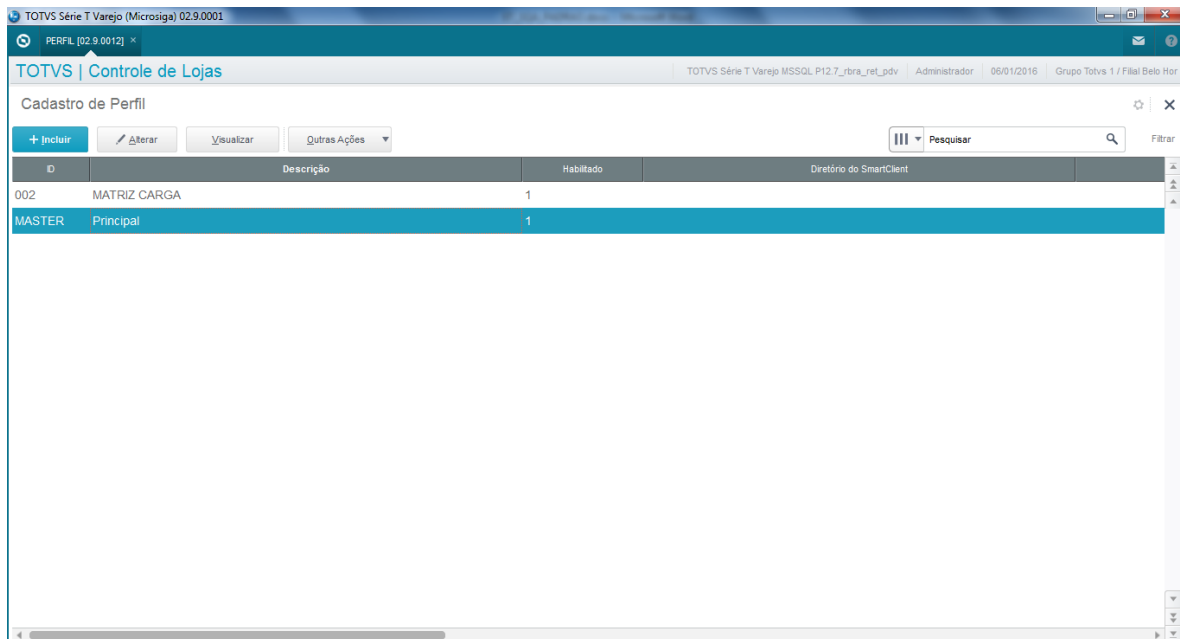 TOTVS Série T Varejo (Microsiga) 02.9.0001
PERFIL [02.9.0012] ×
TOTVS | Controle de Lojas
TOTVS Série T Varejo MSSQL P12.7_rbra_ret_pdv Administrador 06/01/2016 Grupo Totvs 1 / Filial Belo Hor
Cadastro de Perfil
+ Incluir Alterar Visualizar Outras Ações Pesquisar Filtrar
ID Descrição Habilitado Diretório do SmartClient
002 MATRIZ CARGA 1
MASTER Principal 1